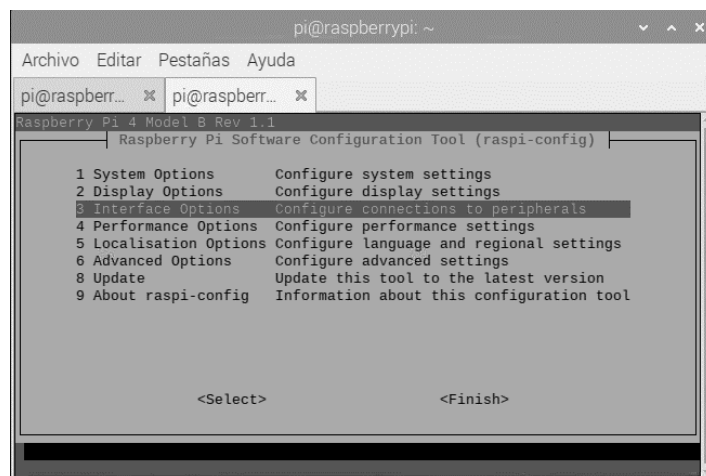 pi@raspberrypi: ~
Archivo Editar Pestañas Ayuda
pi@raspberr... pi@raspberr...
Raspberry Pi 4 Model B Rev 1.1
Raspberry Pi Software Configuration Tool (raspi-config)
1 System Options Configure system settings
2 Display Options Configure display settings
3 Interface Options Configure connections to peripherals
4 Performance Options Configure performance settings
5 Localisation Options Configure language and regional settings
6 Advanced Options Configure advanced settings
8 Update Update this tool to the latest version
9 About raspi-config Information about this configuration tool
<Select> <Finish>